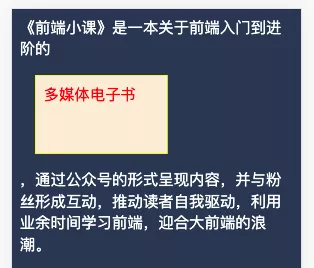 《前端小课》是一本关于前端入门到进
阶的
多媒体电子书
，通过公众号的形式呈现内容，并与粉
丝形成互动，推动读者自我驱动，利用
业余时间学习前端，迎合大前端的浪
潮。